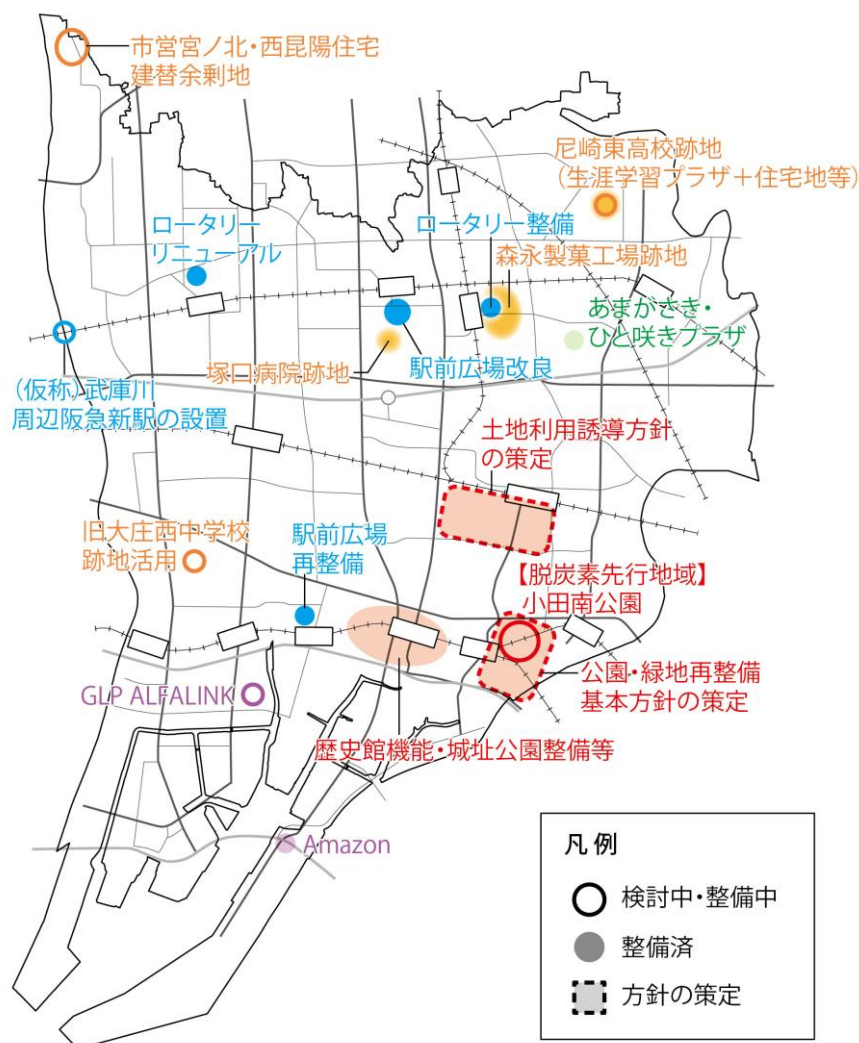 市営宮ノ北・西昆陽住宅
建替余剰地
尼崎東高校跡地
（生涯学習プラザ＋住宅地等）
ロータリー
リニューアル
ロータリー整備
森永製菓工場跡地
あまがさき・
ひと咲きプラザ
塚口病院跡地
駅前広場改良
（仮称）武庫川
周辺阪急新駅の設置
土地利用誘導方針
の策定
旧大庄西中学校
跡地活用
駅前広場
再整備
【脱炭素先行地域】
小田南公園
公園・緑地再整備
基本方針の策定
GLP ALFALINK
歴史館機能・城址公園整備等
Amazon
凡例
検討中・整備中
整備済
方針の策定